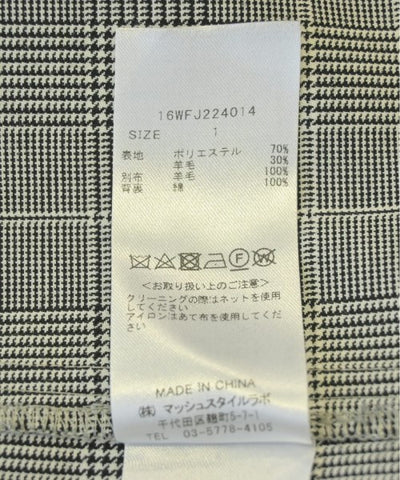 16WFJ224014
SIZE 1
表地 ポリエステル 70%
羊毛 30%
別布 羊毛 100%
背裏 綿 100%
<お取り扱い上のご注意>
クリーニングの際はネットを使用
してください
アイロンはあて布を使用してくだ
さい
MADE IN CHINA
(株) マッシュスタイルラボ
千代田区麹町5-7-1
TEL 03-5778-4105